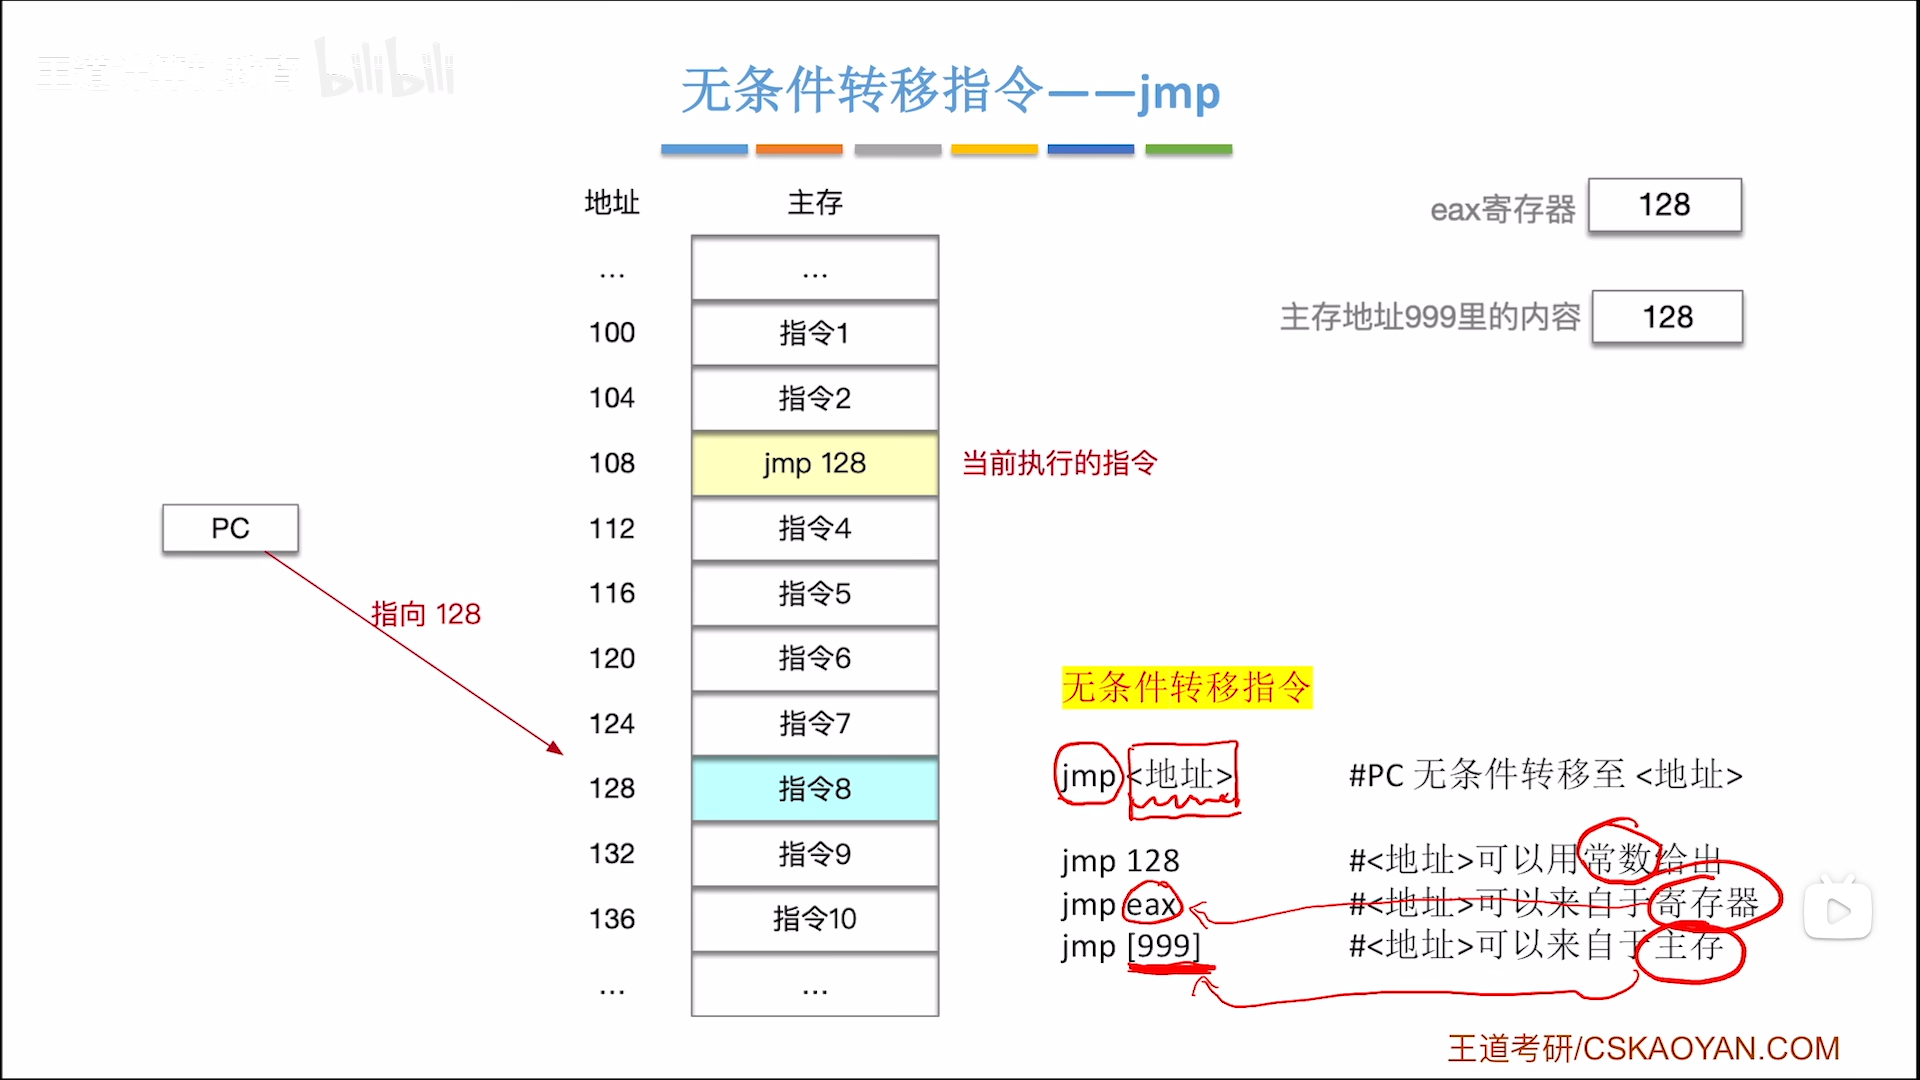 王道计算机教育 bilibili
无条件转移指令——jmp
地址 主存
... ...
100 指令1
104 指令2
108 jmp 128 当前执行的指令
112 指令4
116 指令5
120 指令6
124 指令7
128 指令8
132 指令9
136 指令10
... ...
PC
指向 128
eax寄存器 128
主存地址999里的内容 128
无条件转移指令
jmp <地址> #PC 无条件转移至 <地址>
jmp 128 #<地址>可以用常数给出
jmp eax #<地址>可以来自于寄存器
jmp [999] #<地址>可以来自于主存
王道考研/CSKAOYAN.COM